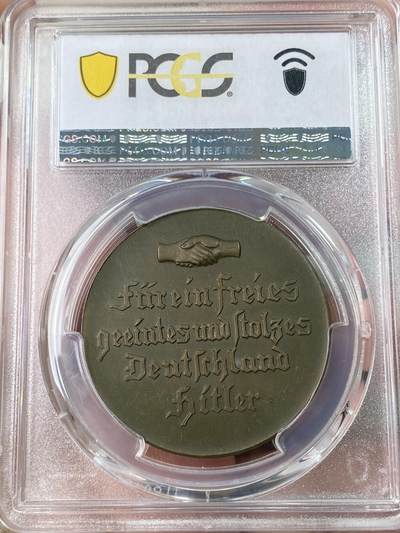 PCGS
Für ein freies
geeintes und stolzes
Deutschland
Hitler